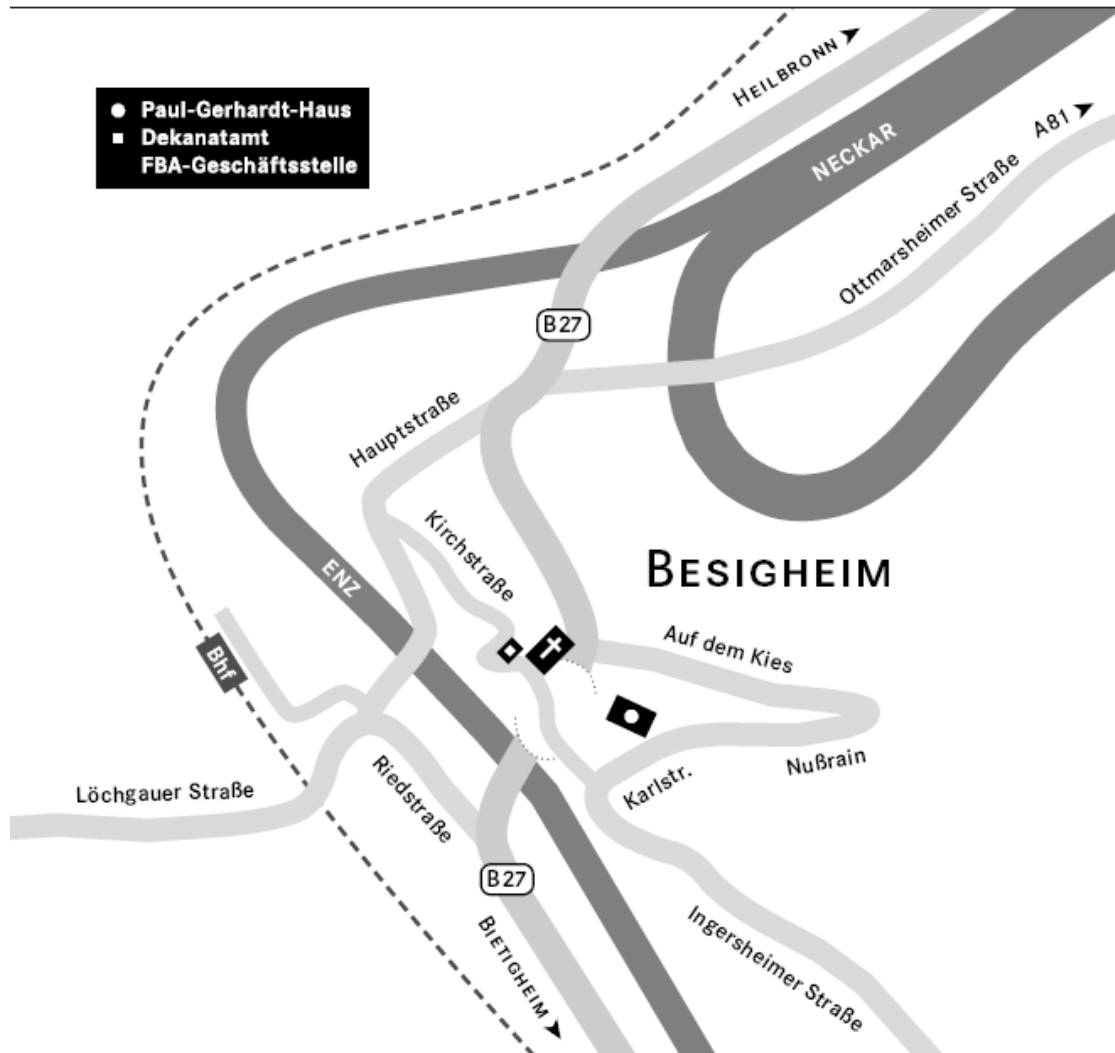 HEILBRONN
Paul-Gerhardt-Haus
Dekanatamt
FBA-Geschäftsstelle
A81
NECKAR
Ottmarsheimer Straße
B27
Hauptstraße
Kirchstraße
ENZ
BESIGHEIM
Auf dem Kies
Bhf
Nußrain
Karlstr.
Löchgauer Straße
Riedstraße
B27
BIETIGHEIM
Ingersheimer Straße